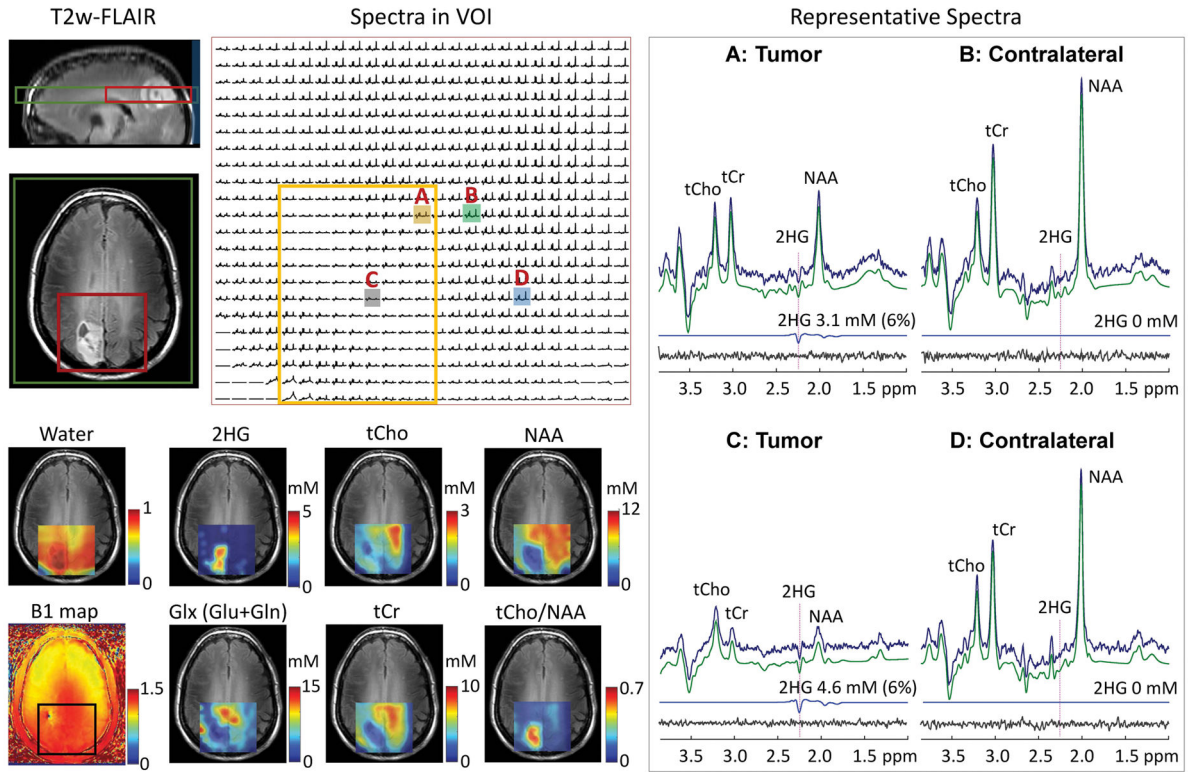 T2w-FLAIR
Spectra in VOI
Representative Spectra
A
B
C
D
A: Tumor
tCho
tCr
NAA
2HG
2HG 3.1 mM (6%)
3.5 3.0 2.5 2.0 1.5 ppm
B: Contralateral
NAA
tCr
tCho
2HG
2HG 0 mM
3.5 3.0 2.5 2.0 1.5 ppm
Water
1
0
2HG
mM
5
0
tCho
mM
3
0
NAA
mM
12
0
B1 map
1.5
0
Glx (Glu+Gln)
mM
15
0
tCr
mM
10
0
tCho/NAA
0.7
0
C: Tumor
tCho
tCr
2HG
NAA
2HG 4.6 mM (6%)
3.5 3.0 2.5 2.0 1.5 ppm
D: Contralateral
NAA
tCr
tCho
2HG
2HG 0 mM
3.5 3.0 2.5 2.0 1.5 ppm